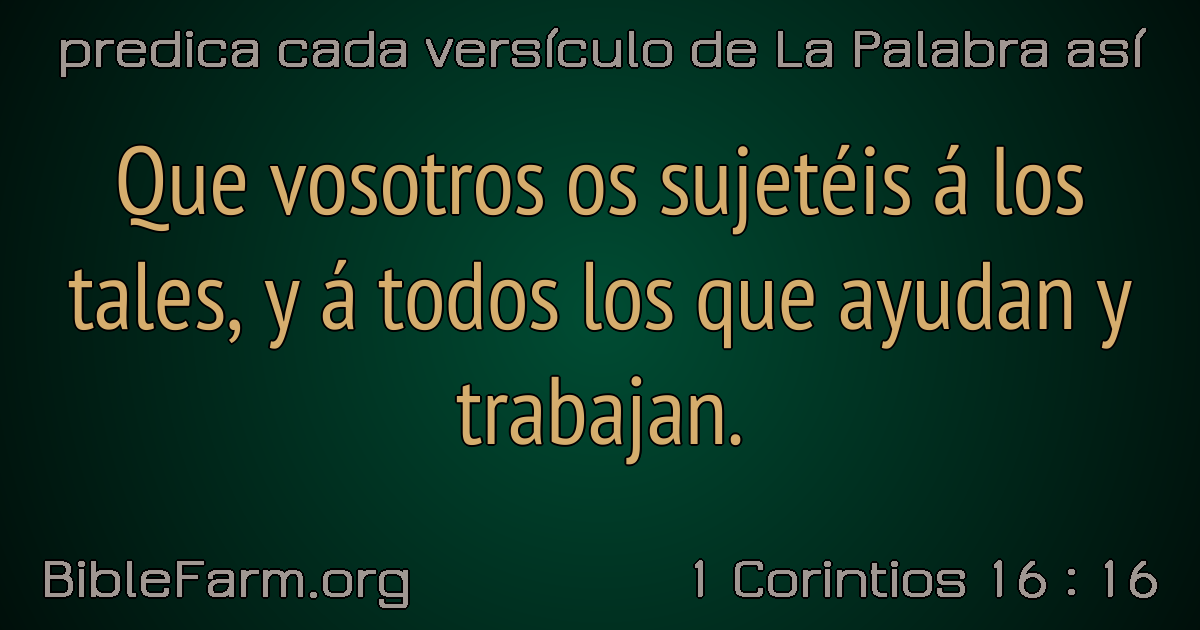 predica cada versículo de La Palabra así
Que vosotros os sujetéis á los
tales, y á todos los que ayudan y
trabajan.
BibleFarm.org
1 Corintios 16 : 16